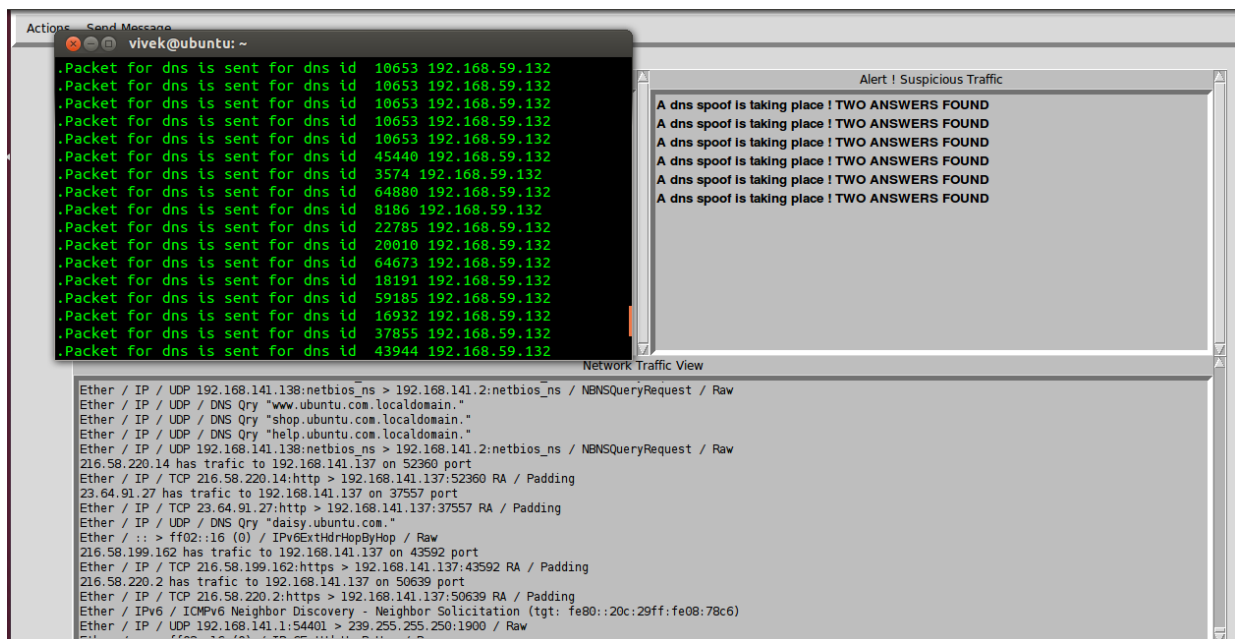 Actions Send Message
vivek@ubuntu: ~
.Packet for dns is sent for dns id 10653 192.168.59.132
.Packet for dns is sent for dns id 10653 192.168.59.132
.Packet for dns is sent for dns id 10653 192.168.59.132
.Packet for dns is sent for dns id 10653 192.168.59.132
.Packet for dns is sent for dns id 10653 192.168.59.132
.Packet for dns is sent for dns id 45440 192.168.59.132
.Packet for dns is sent for dns id 3574 192.168.59.132
.Packet for dns is sent for dns id 64880 192.168.59.132
.Packet for dns is sent for dns id 8186 192.168.59.132
.Packet for dns is sent for dns id 22785 192.168.59.132
.Packet for dns is sent for dns id 20010 192.168.59.132
.Packet for dns is sent for dns id 64673 192.168.59.132
.Packet for dns is sent for dns id 18191 192.168.59.132
.Packet for dns is sent for dns id 59185 192.168.59.132
.Packet for dns is sent for dns id 16932 192.168.59.132
.Packet for dns is sent for dns id 37855 192.168.59.132
.Packet for dns is sent for dns id 43944 192.168.59.132
Alert ! Suspicious Traffic
A dns spoof is taking place ! TWO ANSWERS FOUND
A dns spoof is taking place ! TWO ANSWERS FOUND
A dns spoof is taking place ! TWO ANSWERS FOUND
A dns spoof is taking place ! TWO ANSWERS FOUND
A dns spoof is taking place ! TWO ANSWERS FOUND
A dns spoof is taking place ! TWO ANSWERS FOUND
Network Traffic View
Ether / IP / UDP 192.168.141.138:netbios_ns > 192.168.141.2:netbios_ns / NBNSQueryRequest / Raw
Ether / IP / UDP / DNS Qry "www.ubuntu.com.localdomain."
Ether / IP / UDP / DNS Qry "shop.ubuntu.com.localdomain."
Ether / IP / UDP / DNS Qry "help.ubuntu.com.localdomain."
Ether / IP / UDP 192.168.141.138:netbios_ns > 192.168.141.2:netbios_ns / NBNSQueryRequest / Raw
216.58.220.14 has trafic to 192.168.141.137 on 52360 port
Ether / IP / TCP 216.58.220.14:http > 192.168.141.137:52360 RA / Padding
23.64.91.27 has trafic to 192.168.141.137 on 37557 port
Ether / IP / TCP 23.64.91.27:http > 192.168.141.137:37557 RA / Padding
Ether / IP / UDP / DNS Qry "daisy.ubuntu.com."
Ether / :: > ff02::16 (0) / IPv6ExtHdrHopByHop / Raw
216.58.199.162 has trafic to 192.168.141.137 on 43592 port
Ether / IP / TCP 216.58.199.162:https > 192.168.141.137:43592 RA / Padding
216.58.220.2 has trafic to 192.168.141.137 on 50639 port
Ether / IP / TCP 216.58.220.2:https > 192.168.141.137:50639 RA / Padding
Ether / IPv6 / ICMPv6 Neighbor Discovery - Neighbor Solicitation (tgt: fe80::20c:29ff:fe08:78c6)
Ether / IP / UDP 192.168.141.1:54401 > 239.255.255.250:1900 / Raw